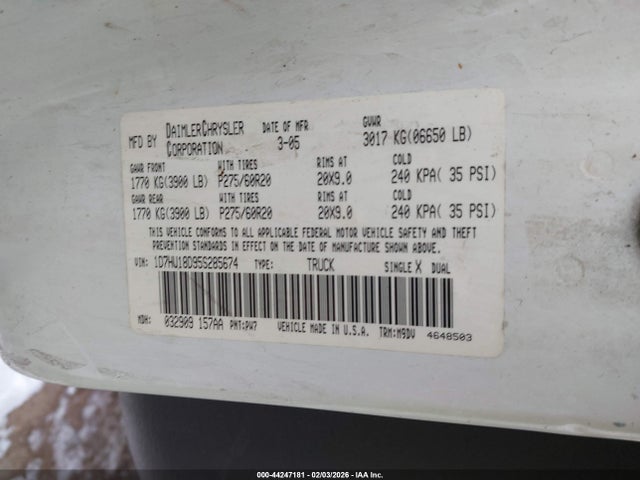 MFD BY DAIMLERCHRYSLER CORPORATION DATE OF MFR 3-05 GVWR 3017 KG(06650 LB)
GAWR FRONT WITH TIRES RIMS AT COLD
1770 KG(3900 LB) P275/60R20 20X9.0 240 KPA( 35 PSI)
GAWR REAR WITH TIRES RIMS AT COLD
1770 KG(3900 LB) P275/60R20 20X9.0 240 KPA( 35 PSI)
THIS VEHICLE CONFORMS TO ALL APPLICABLE FEDERAL MOTOR VEHICLE SAFETY AND THEFT
PREVENTION STANDARDS IN EFFECT ON THE DATE OF MANUFACTURE SHOWN ABOVE.
VIN: 1D7HU18D95S285674 TYPE: TRUCK SINGLE X DUAL
MDH: 032909 157AA PNT:PW7 VEHICLE MADE IN U.S.A. TRM:M9DV 4648503
000-44247181 - 02/03/2026 - IAA Inc.